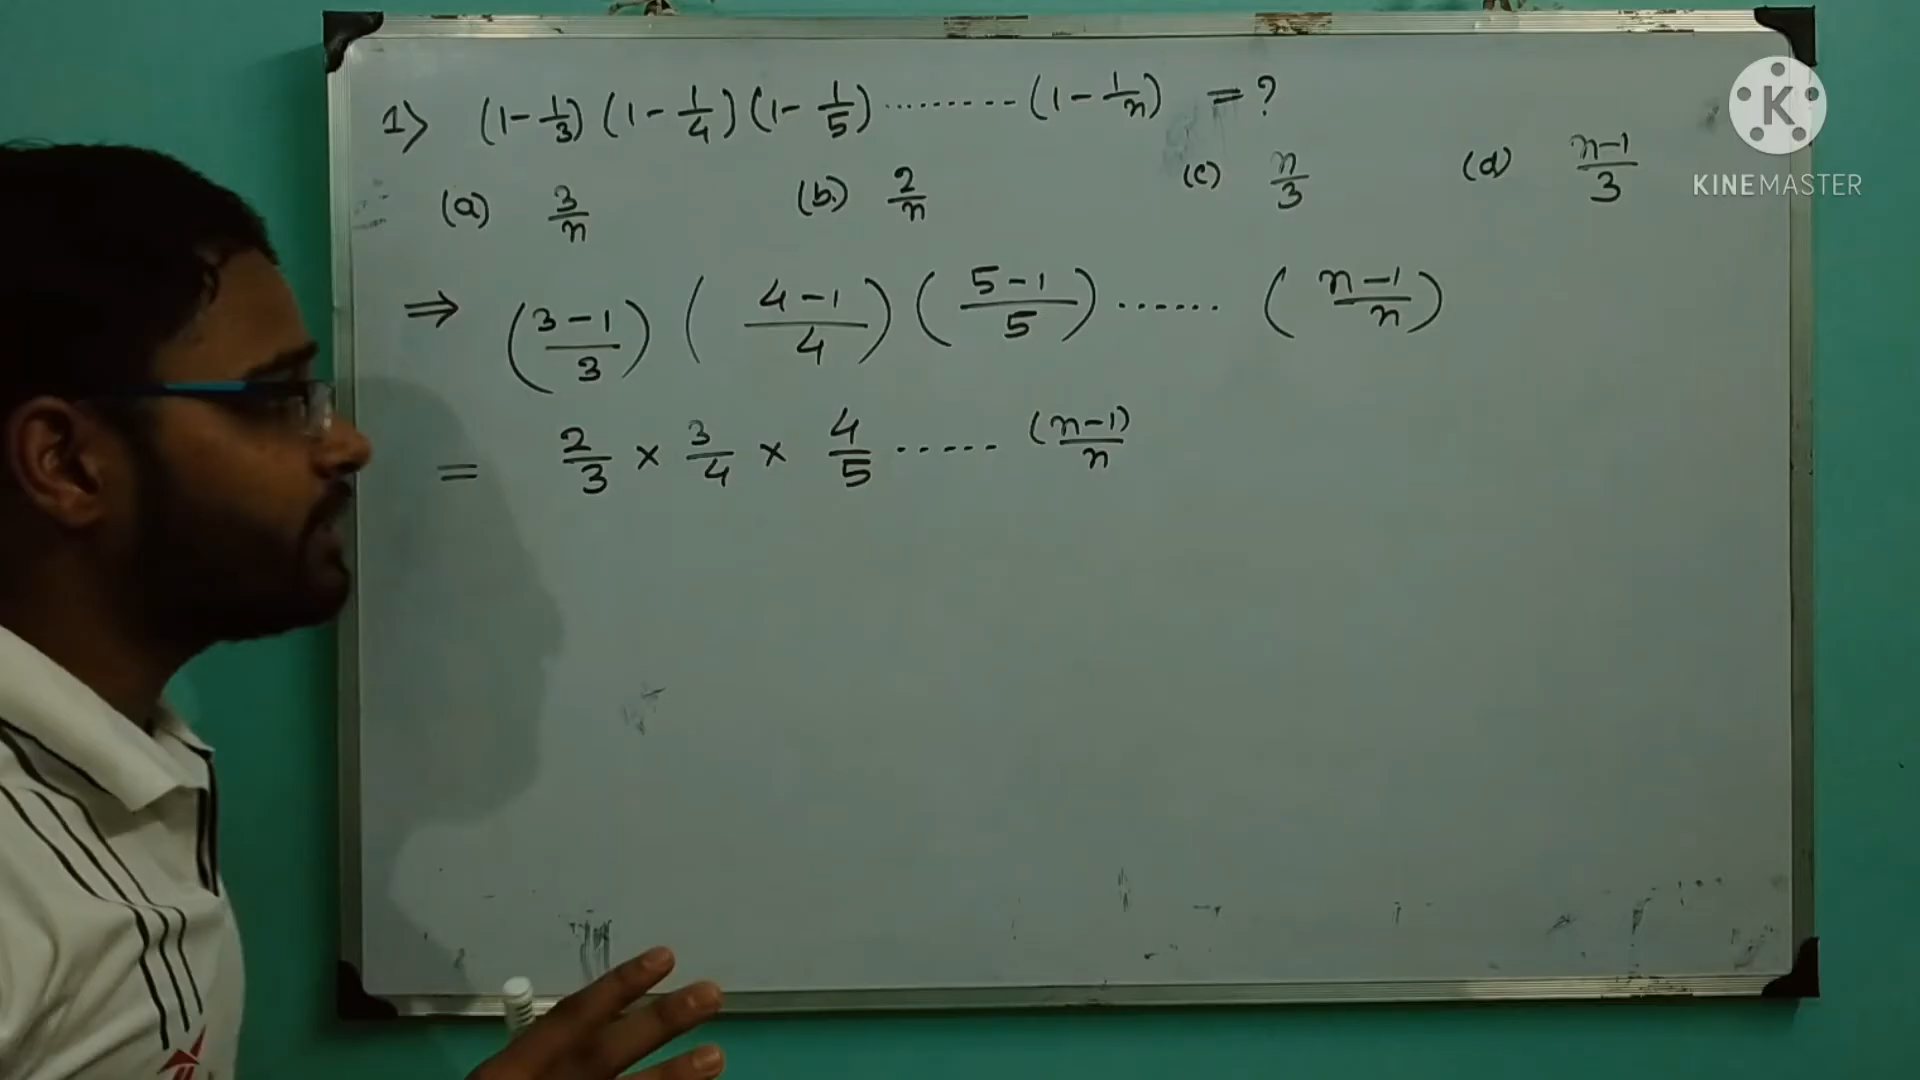 1> (1-1/3) (1-1/4) (1-1/5) ......... (1-1/n) = ?
(a) 3/n (b) 2/n (c) n/3 (d) n-1/3
K
KINEMASTER
⇒ (3-1/3) (4-1/4) (5-1/5) ...... (n-1/n)
= 2/3 × 3/4 × 4/5 ..... (n-1)/n